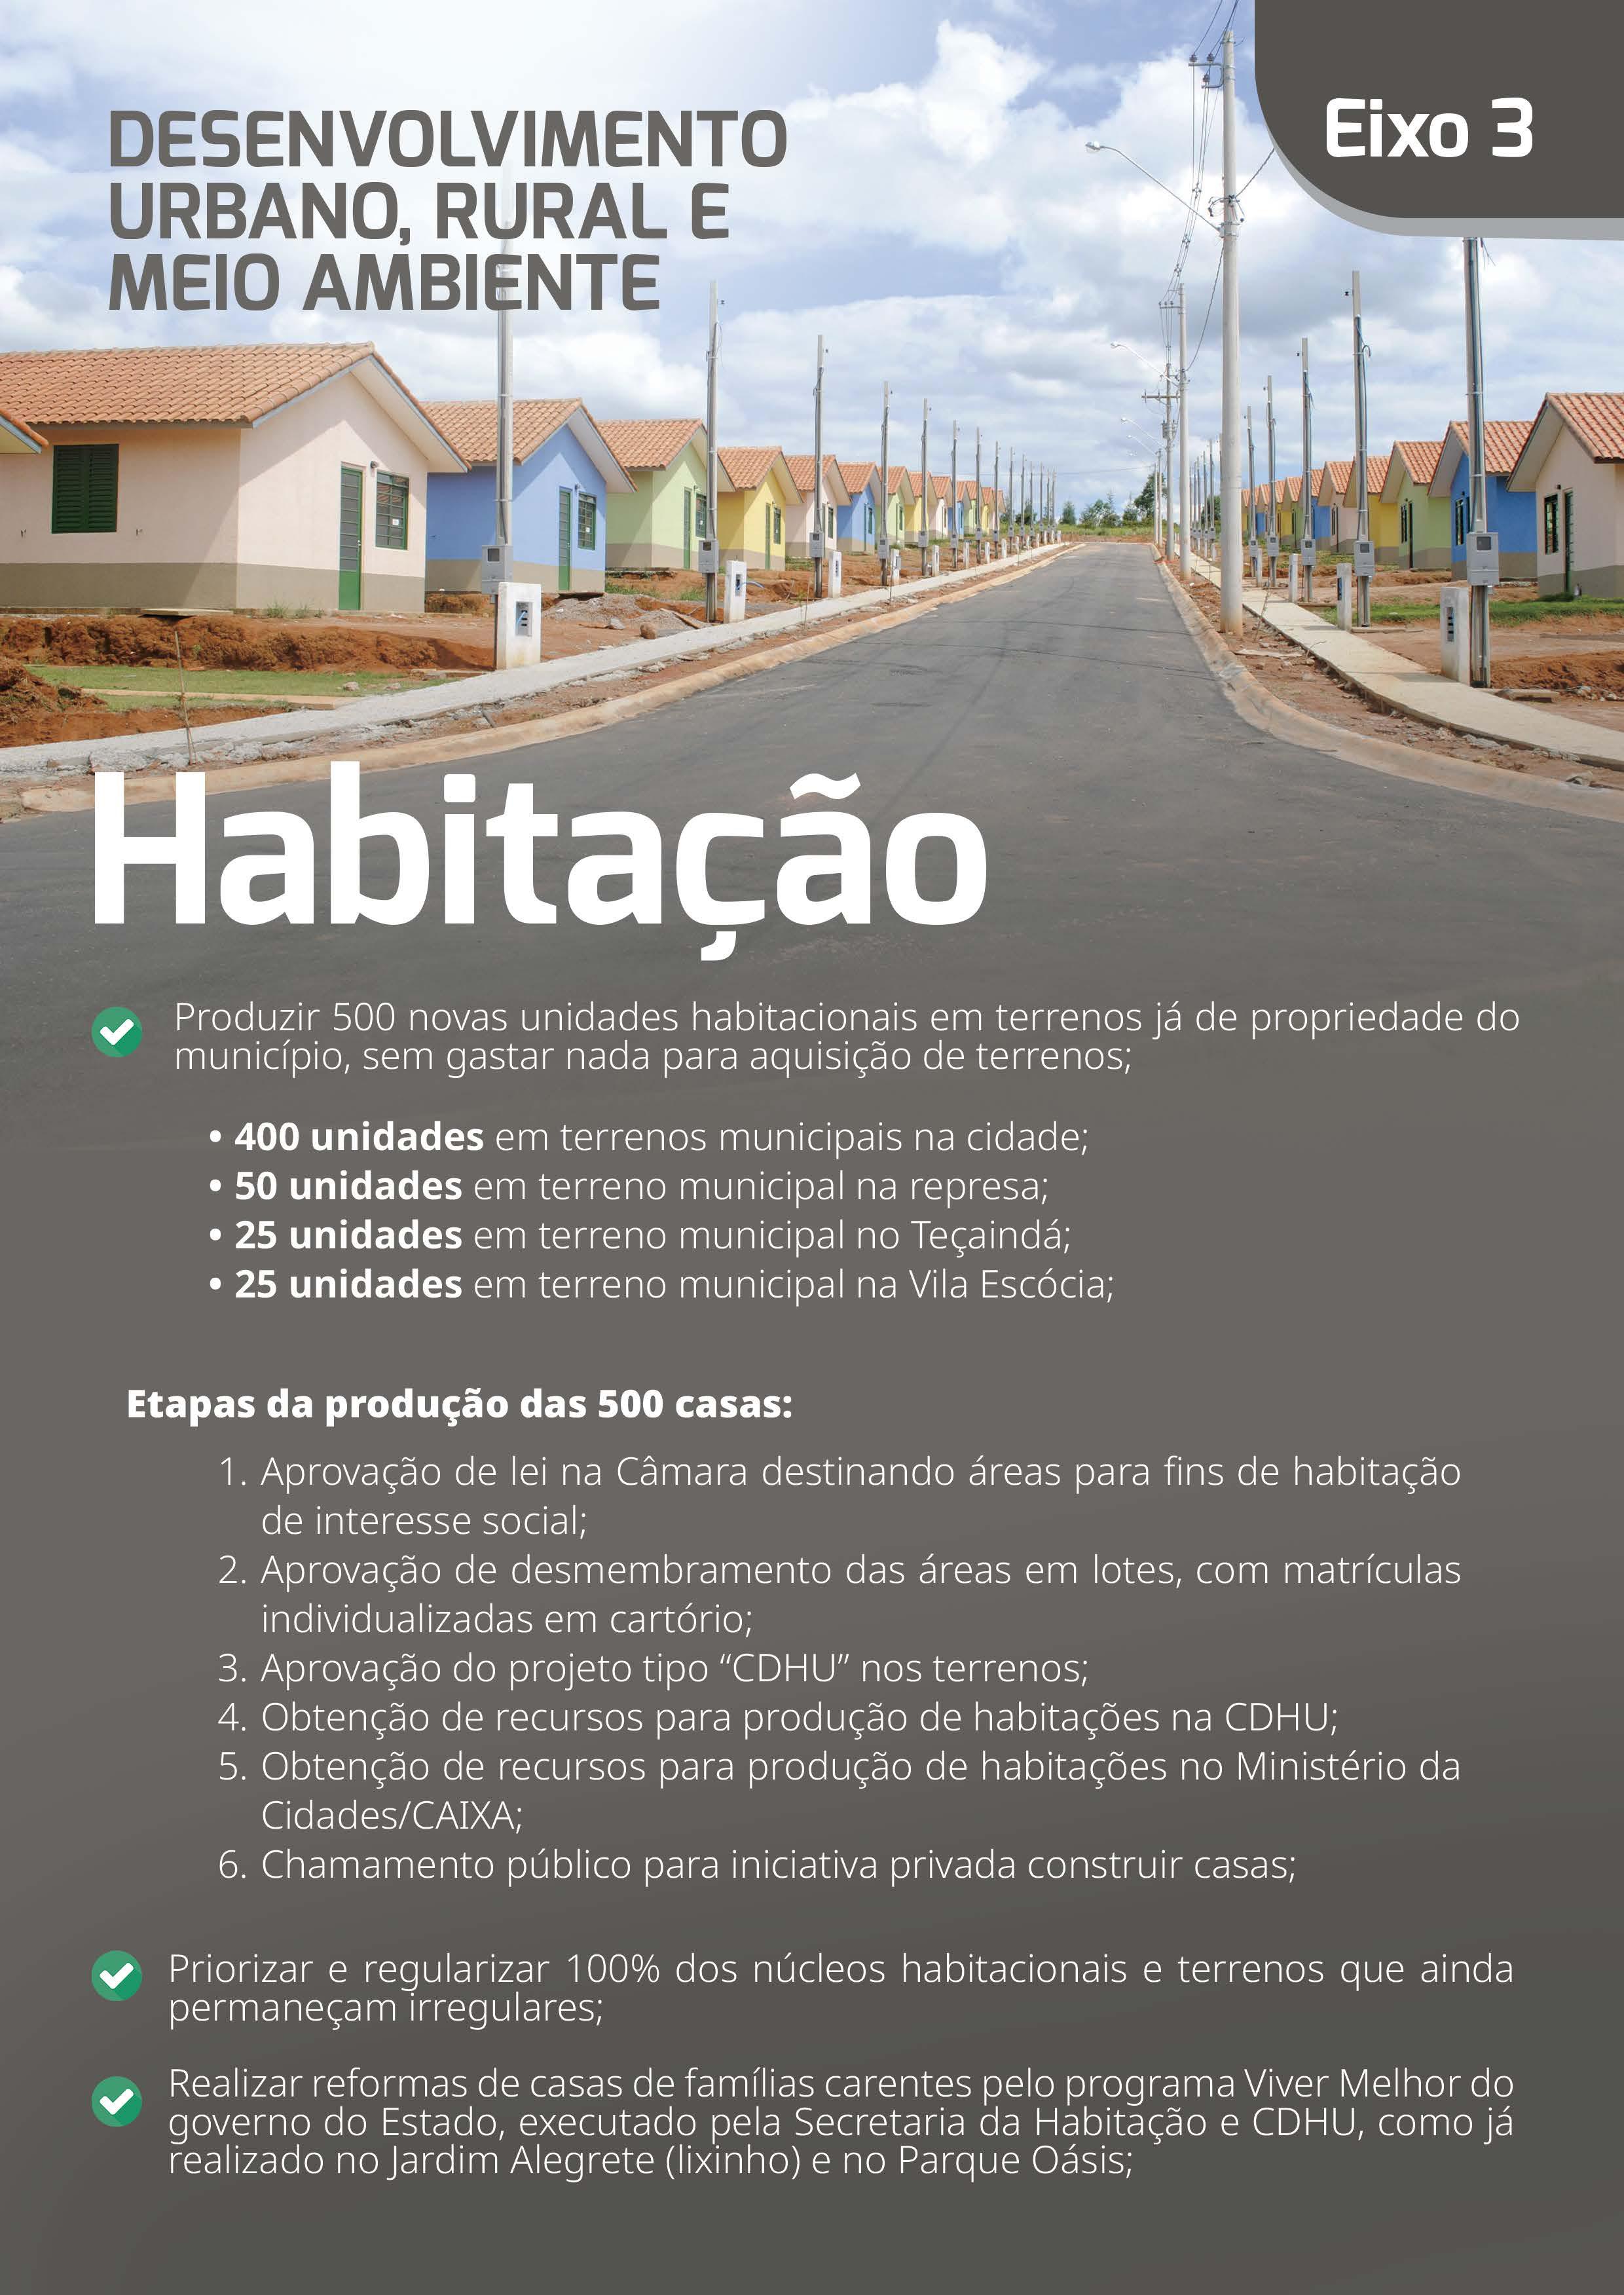 Eixo 3
DESENVOLVIMENTO
URBANO, RURAL E
MEIO AMBIENTE
Habitação
Produzir 500 novas unidades habitacionais em terrenos já de propriedade do
município, sem gastar nada para aquisição de terrenos;
• 400 unidades em terrenos municipais na cidade;
• 50 unidades em terreno municipal na represa;
• 25 unidades em terreno municipal no Teçaindá;
• 25 unidades em terreno municipal na Vila Escócia;
Etapas da produção das 500 casas:
1. Aprovação de lei na Câmara destinando áreas para fins de habitação
de interesse social;
2. Aprovação de desmembramento das áreas em lotes, com matrículas
individualizadas em cartório;
3. Aprovação do projeto tipo “CDHU” nos terrenos;
4. Obtenção de recursos para produção de habitações na CDHU;
5. Obtenção de recursos para produção de habitações no Ministério da
Cidades/CAIXA;
6. Chamamento público para iniciativa privada construir casas;
Priorizar e regularizar 100% dos núcleos habitacionais e terrenos que ainda
permaneçam irregulares;
Realizar reformas de casas de famílias carentes pelo programa Viver Melhor do
governo do Estado, executado pela Secretaria da Habitação e CDHU, como já
realizado no Jardim Alegrete (lixinho) e no Parque Oásis;